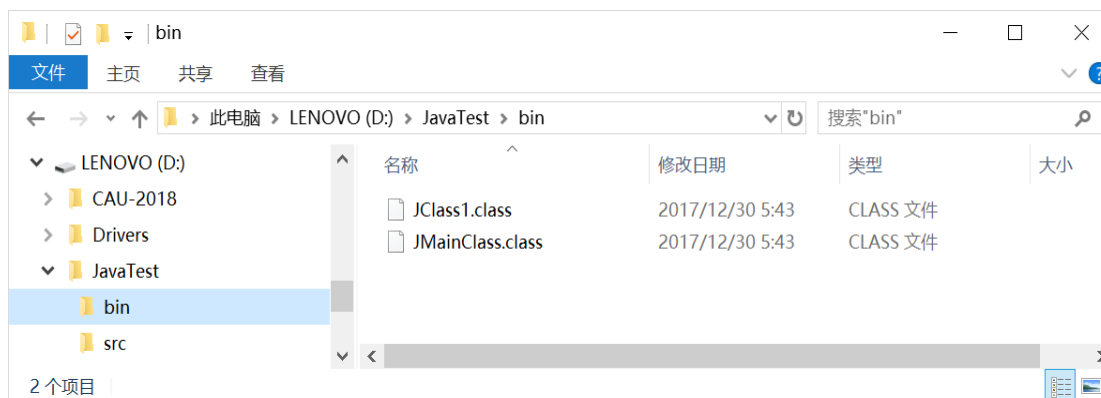 bin
文件 主页 共享 查看 ?
此电脑 LENOVO (D:) JavaTest bin 搜索"bin"
LENOVO (D:)
CAU-2018
Drivers
JavaTest
bin
src
名称 修改日期 类型 大小
JClass1.class 2017/12/30 5:43 CLASS 文件
JMainClass.class 2017/12/30 5:43 CLASS 文件
2 个项目